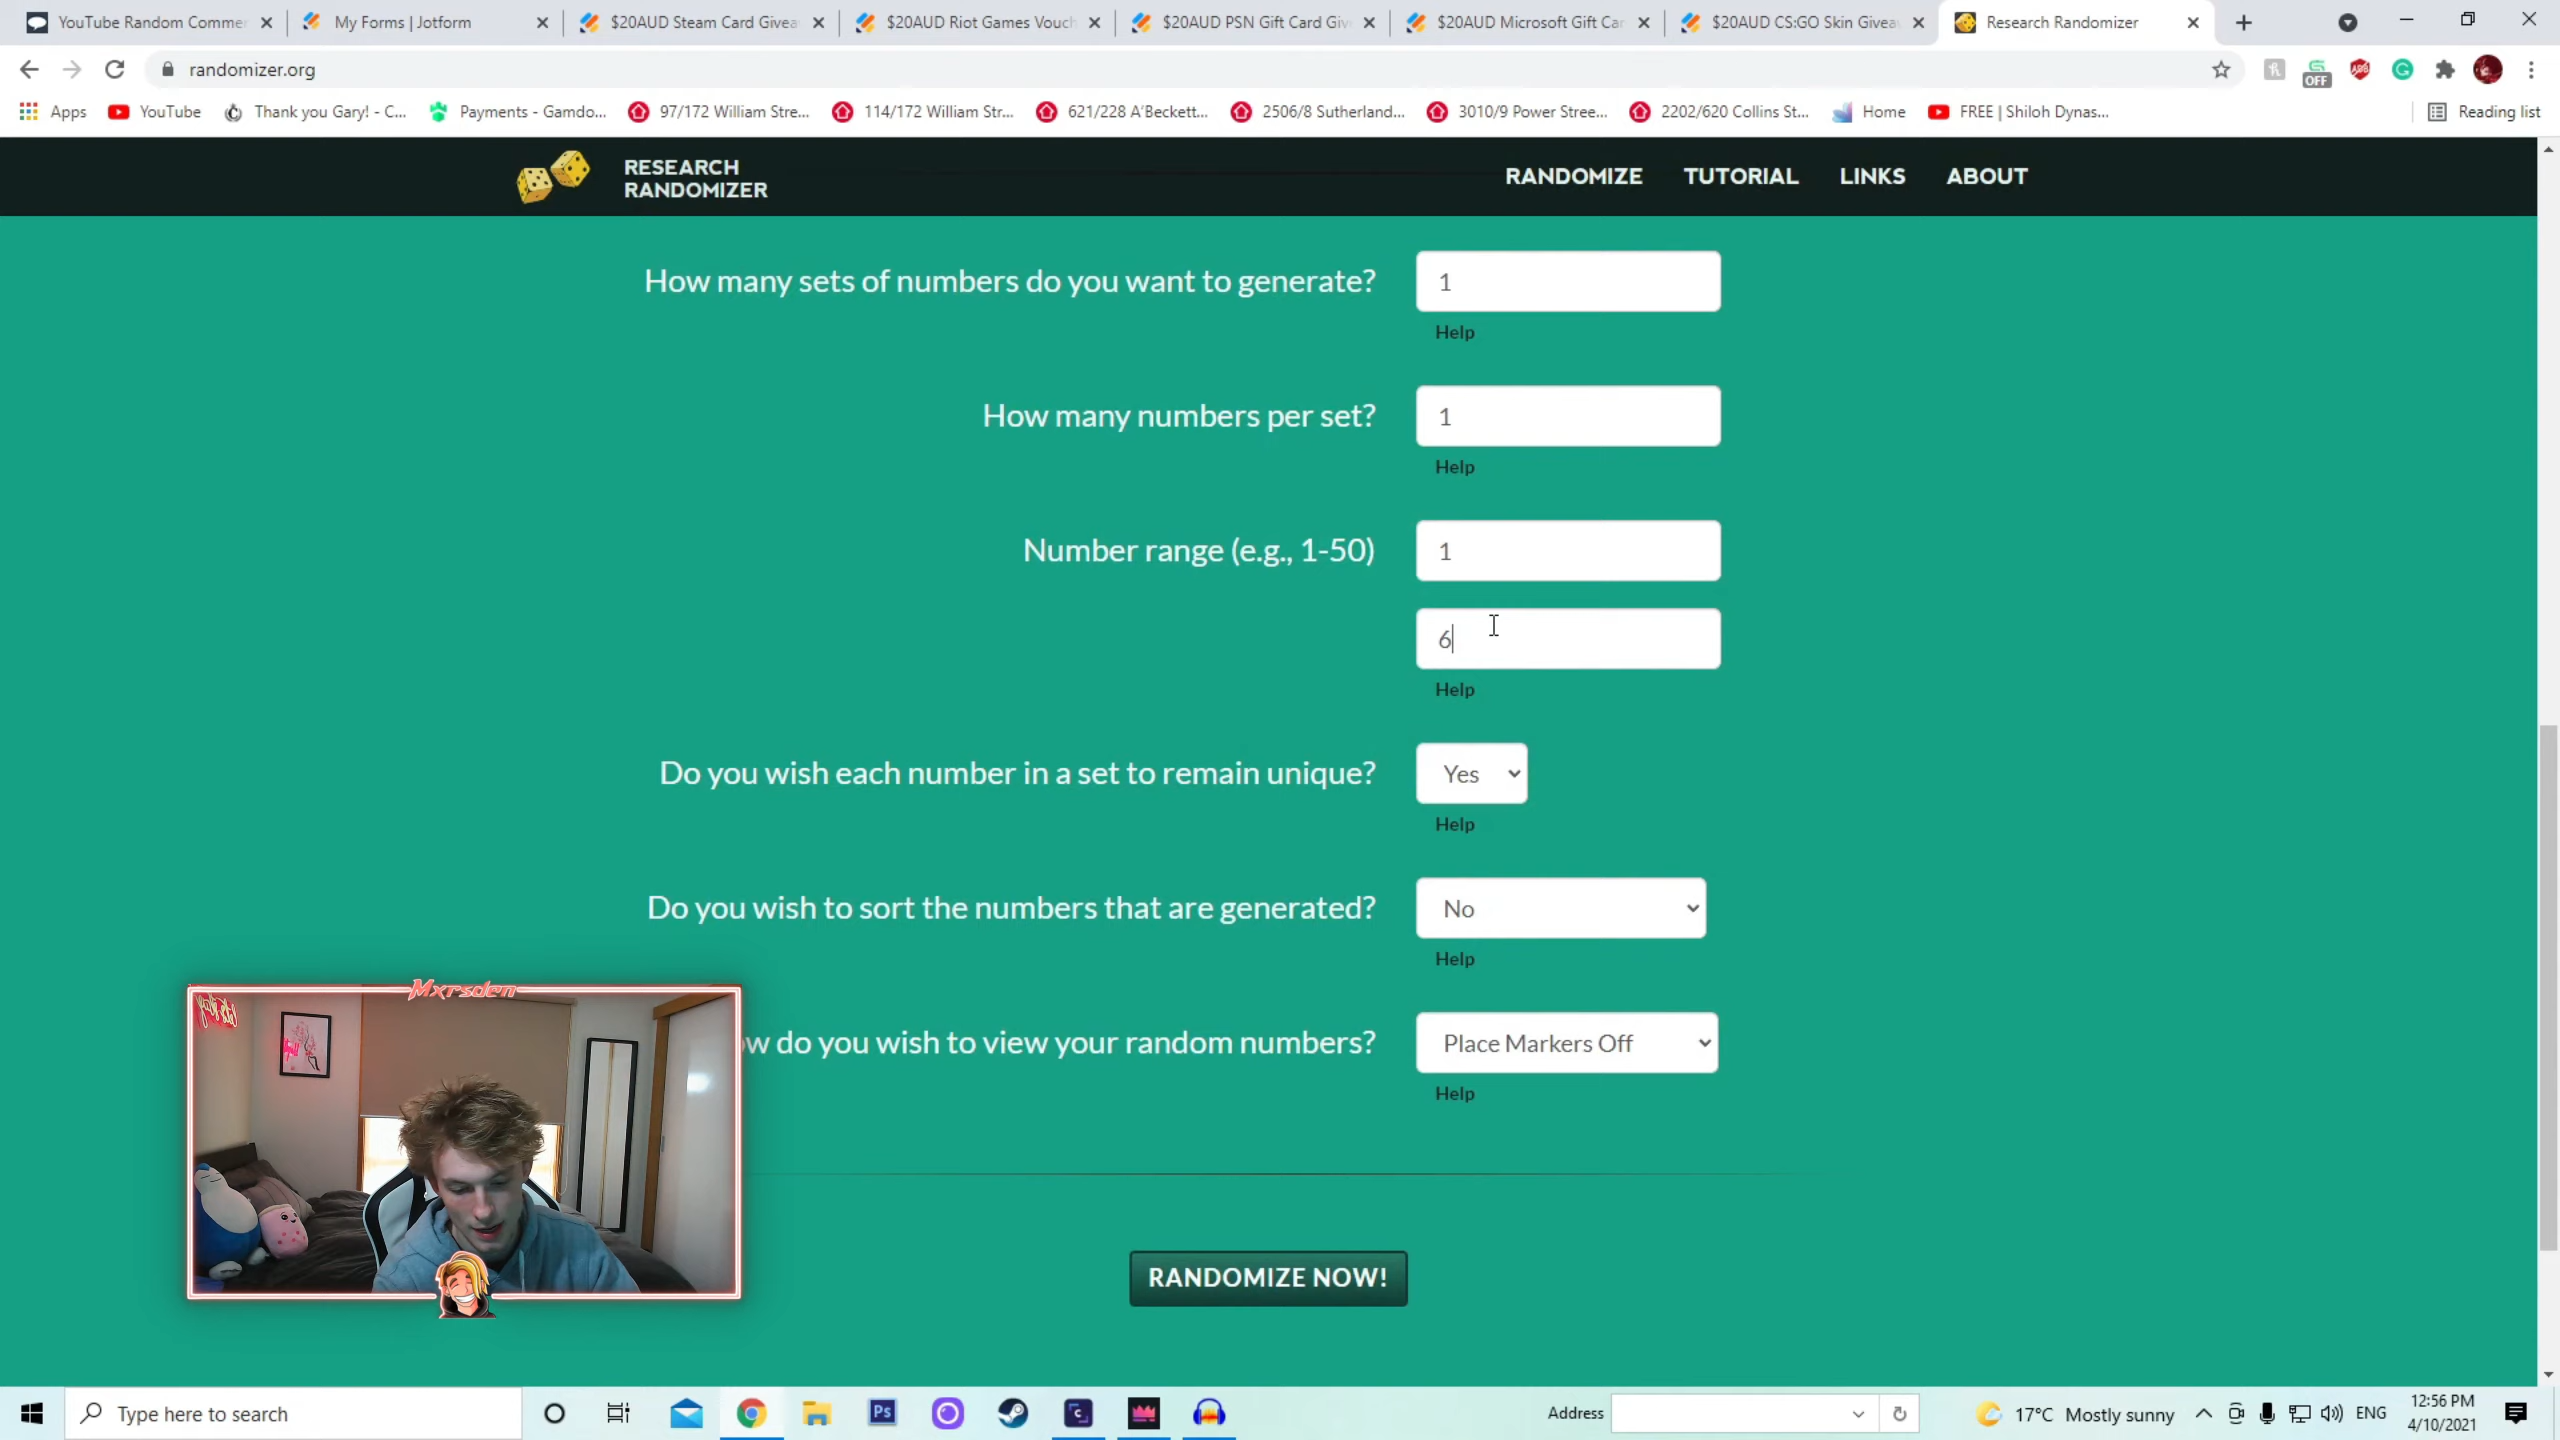 YouTube Random Commer
My Forms | Jotform
$20AUD Steam Card Givea
$20AUD Riot Games Vouch
$20AUD PSN Gift Card Giv
$20AUD Microsoft Gift Car
$20AUD CS:GO Skin Givea
Research Randomizer
randomizer.org
OFF
Apps
YouTube
Thank you Gary! - C...
Payments - Gamdo...
97/172 William Stre...
114/172 William Str...
621/228 A'Beckett...
2506/8 Sutherland...
3010/9 Power Stree...
2202/620 Collins St...
Home
FREE | Shiloh Dynas...
Reading list
RESEARCH
RANDOMIZER
RANDOMIZE
TUTORIAL
LINKS
ABOUT
How many sets of numbers do you want to generate?
1
Help
How many numbers per set?
1
Help
Number range (e.g., 1-50)
1
6
Help
Do you wish each number in a set to remain unique?
Yes
Help
Do you wish to sort the numbers that are generated?
No
Help
Mxrsden
ow do you wish to view your random numbers?
Place Markers Off
Help
RANDOMIZE NOW!
Type here to search
Ps
Address
17°C Mostly sunny
ENG
12:56 PM
4/10/2021